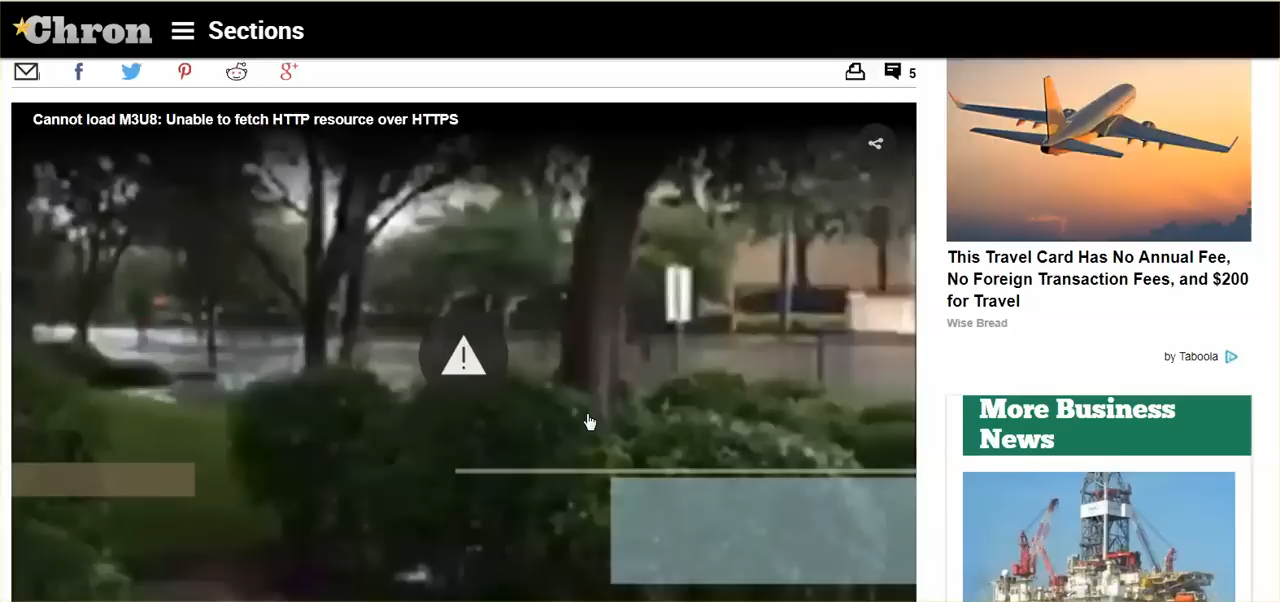 Chron
Sections
5
Cannot load M3U8: Unable to fetch HTTP resource over HTTPS
This Travel Card Has No Annual Fee,
No Foreign Transaction Fees, and $200
for Travel
Wise Bread
by Taboola
More Business
News